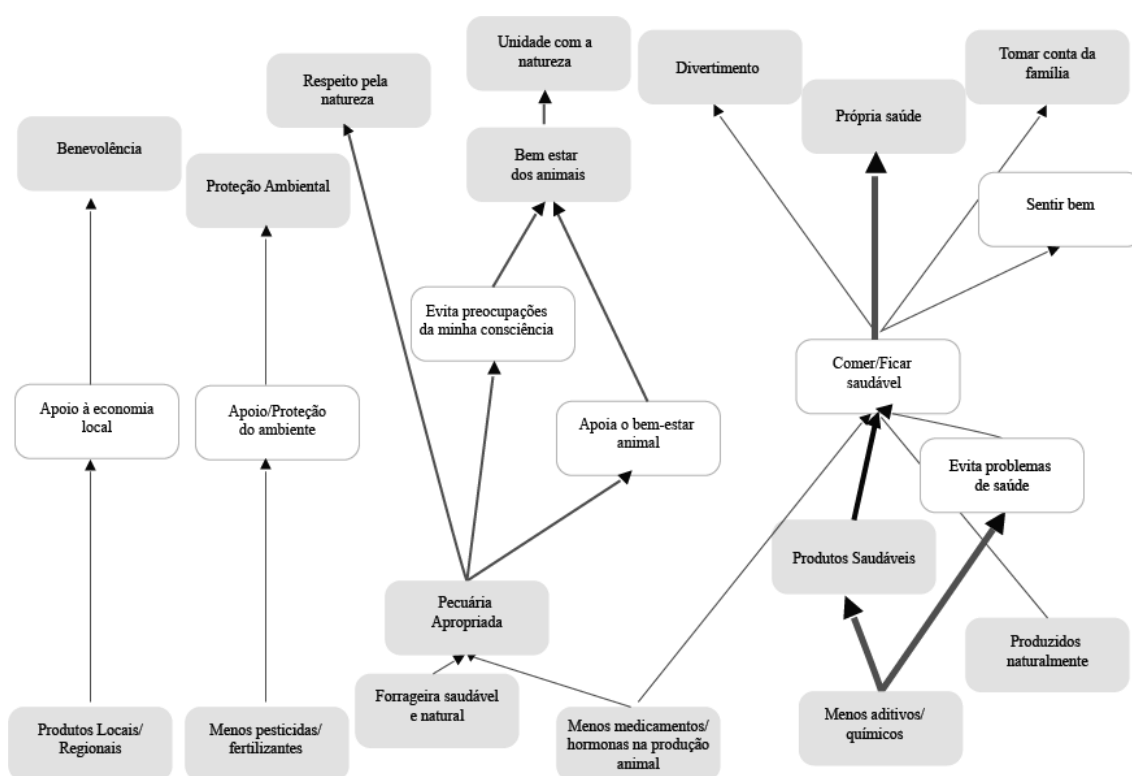 Unidade com a
natureza
Divertimento
Tomar conta da
família
Respeito pela
natureza
Própria saúde
Benevolência
Bem estar
dos animais
Proteção Ambiental
Sentir bem
Evita preocupações
da minha consciência
Comer/Ficar
saudável
Apoio à economia
local
Apoio/Proteção
do ambiente
Apoia o bem-estar
animal
Evita problemas
de saúde
Produtos Saudáveis
Pecuária
Apropriada
Produzidos
naturalmente
Forrageira saudável
e natural
Produtos Locais/
Regionais
Menos pesticidas/
fertilizantes
Menos medicamentos/
hormonas na produção
animal
Menos aditivos/
químicos